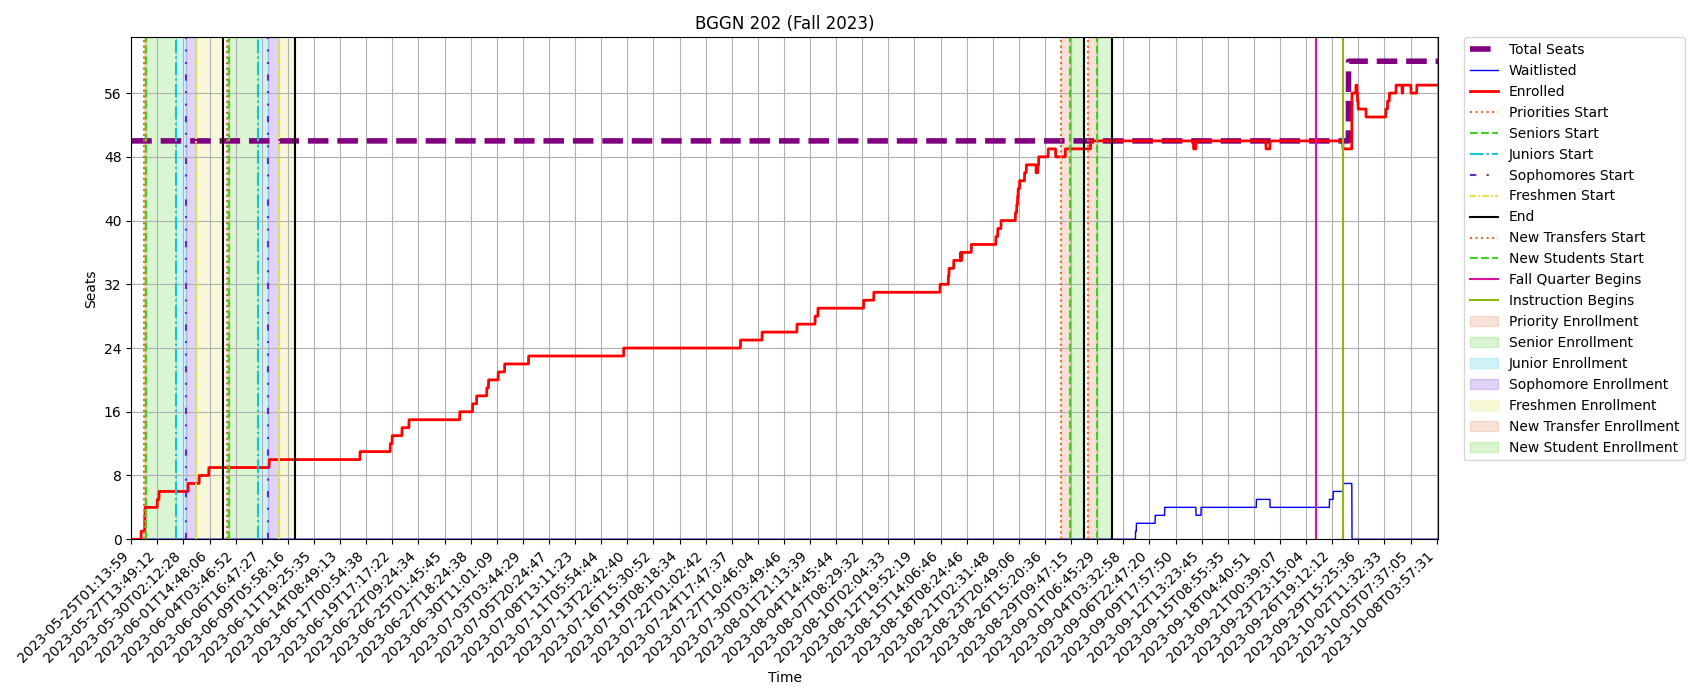 BGGN 202 (Fall 2023)
Total Seats
Waitlisted
Enrolled
Priorities Start
Seniors Start
Juniors Start
Sophomores Start
Freshmen Start
End
New Transfers Start
New Students Start
Fall Quarter Begins
Instruction Begins
Priority Enrollment
Senior Enrollment
Junior Enrollment
Sophomore Enrollment
Freshmen Enrollment
New Transfer Enrollment
New Student Enrollment
Seats
56
48
40
32
24
16
8
0
2023-05-25T01:13:59
2023-05-27T13:49:12
2023-05-30T02:12:28
2023-06-01T14:48:06
2023-06-04T03:46:52
2023-06-06T16:47:27
2023-06-09T05:58:16
2023-06-11T19:25:35
2023-06-14T08:49:13
2023-06-17T00:54:38
2023-06-19T17:17:22
2023-06-22T09:24:34
2023-06-25T01:45:45
2023-06-27T18:24:38
2023-06-30T11:01:09
2023-07-03T03:44:29
2023-07-05T20:24:47
2023-07-08T13:11:23
2023-07-11T05:54:44
2023-07-13T22:42:40
2023-07-16T15:30:52
2023-07-19T08:18:34
2023-07-22T01:02:42
2023-07-24T17:47:37
2023-07-27T10:46:04
2023-07-30T03:49:46
2023-08-01T21:13:39
2023-08-04T14:45:44
2023-08-07T08:29:32
2023-08-10T02:04:33
2023-08-12T19:52:19
2023-08-15T14:06:46
2023-08-18T08:24:46
2023-08-21T02:31:48
2023-08-23T20:49:06
2023-08-26T15:20:36
2023-08-29T09:47:15
2023-09-01T06:45:29
2023-09-04T03:32:58
2023-09-06T22:47:20
2023-09-09T17:57:50
2023-09-12T13:23:45
2023-09-15T08:55:35
2023-09-18T04:40:51
2023-09-21T00:39:07
2023-09-23T23:15:04
2023-09-26T19:12:12
2023-09-29T15:25:36
2023-10-02T11:32:33
2023-10-05T07:37:05
2023-10-08T03:57:31
Time